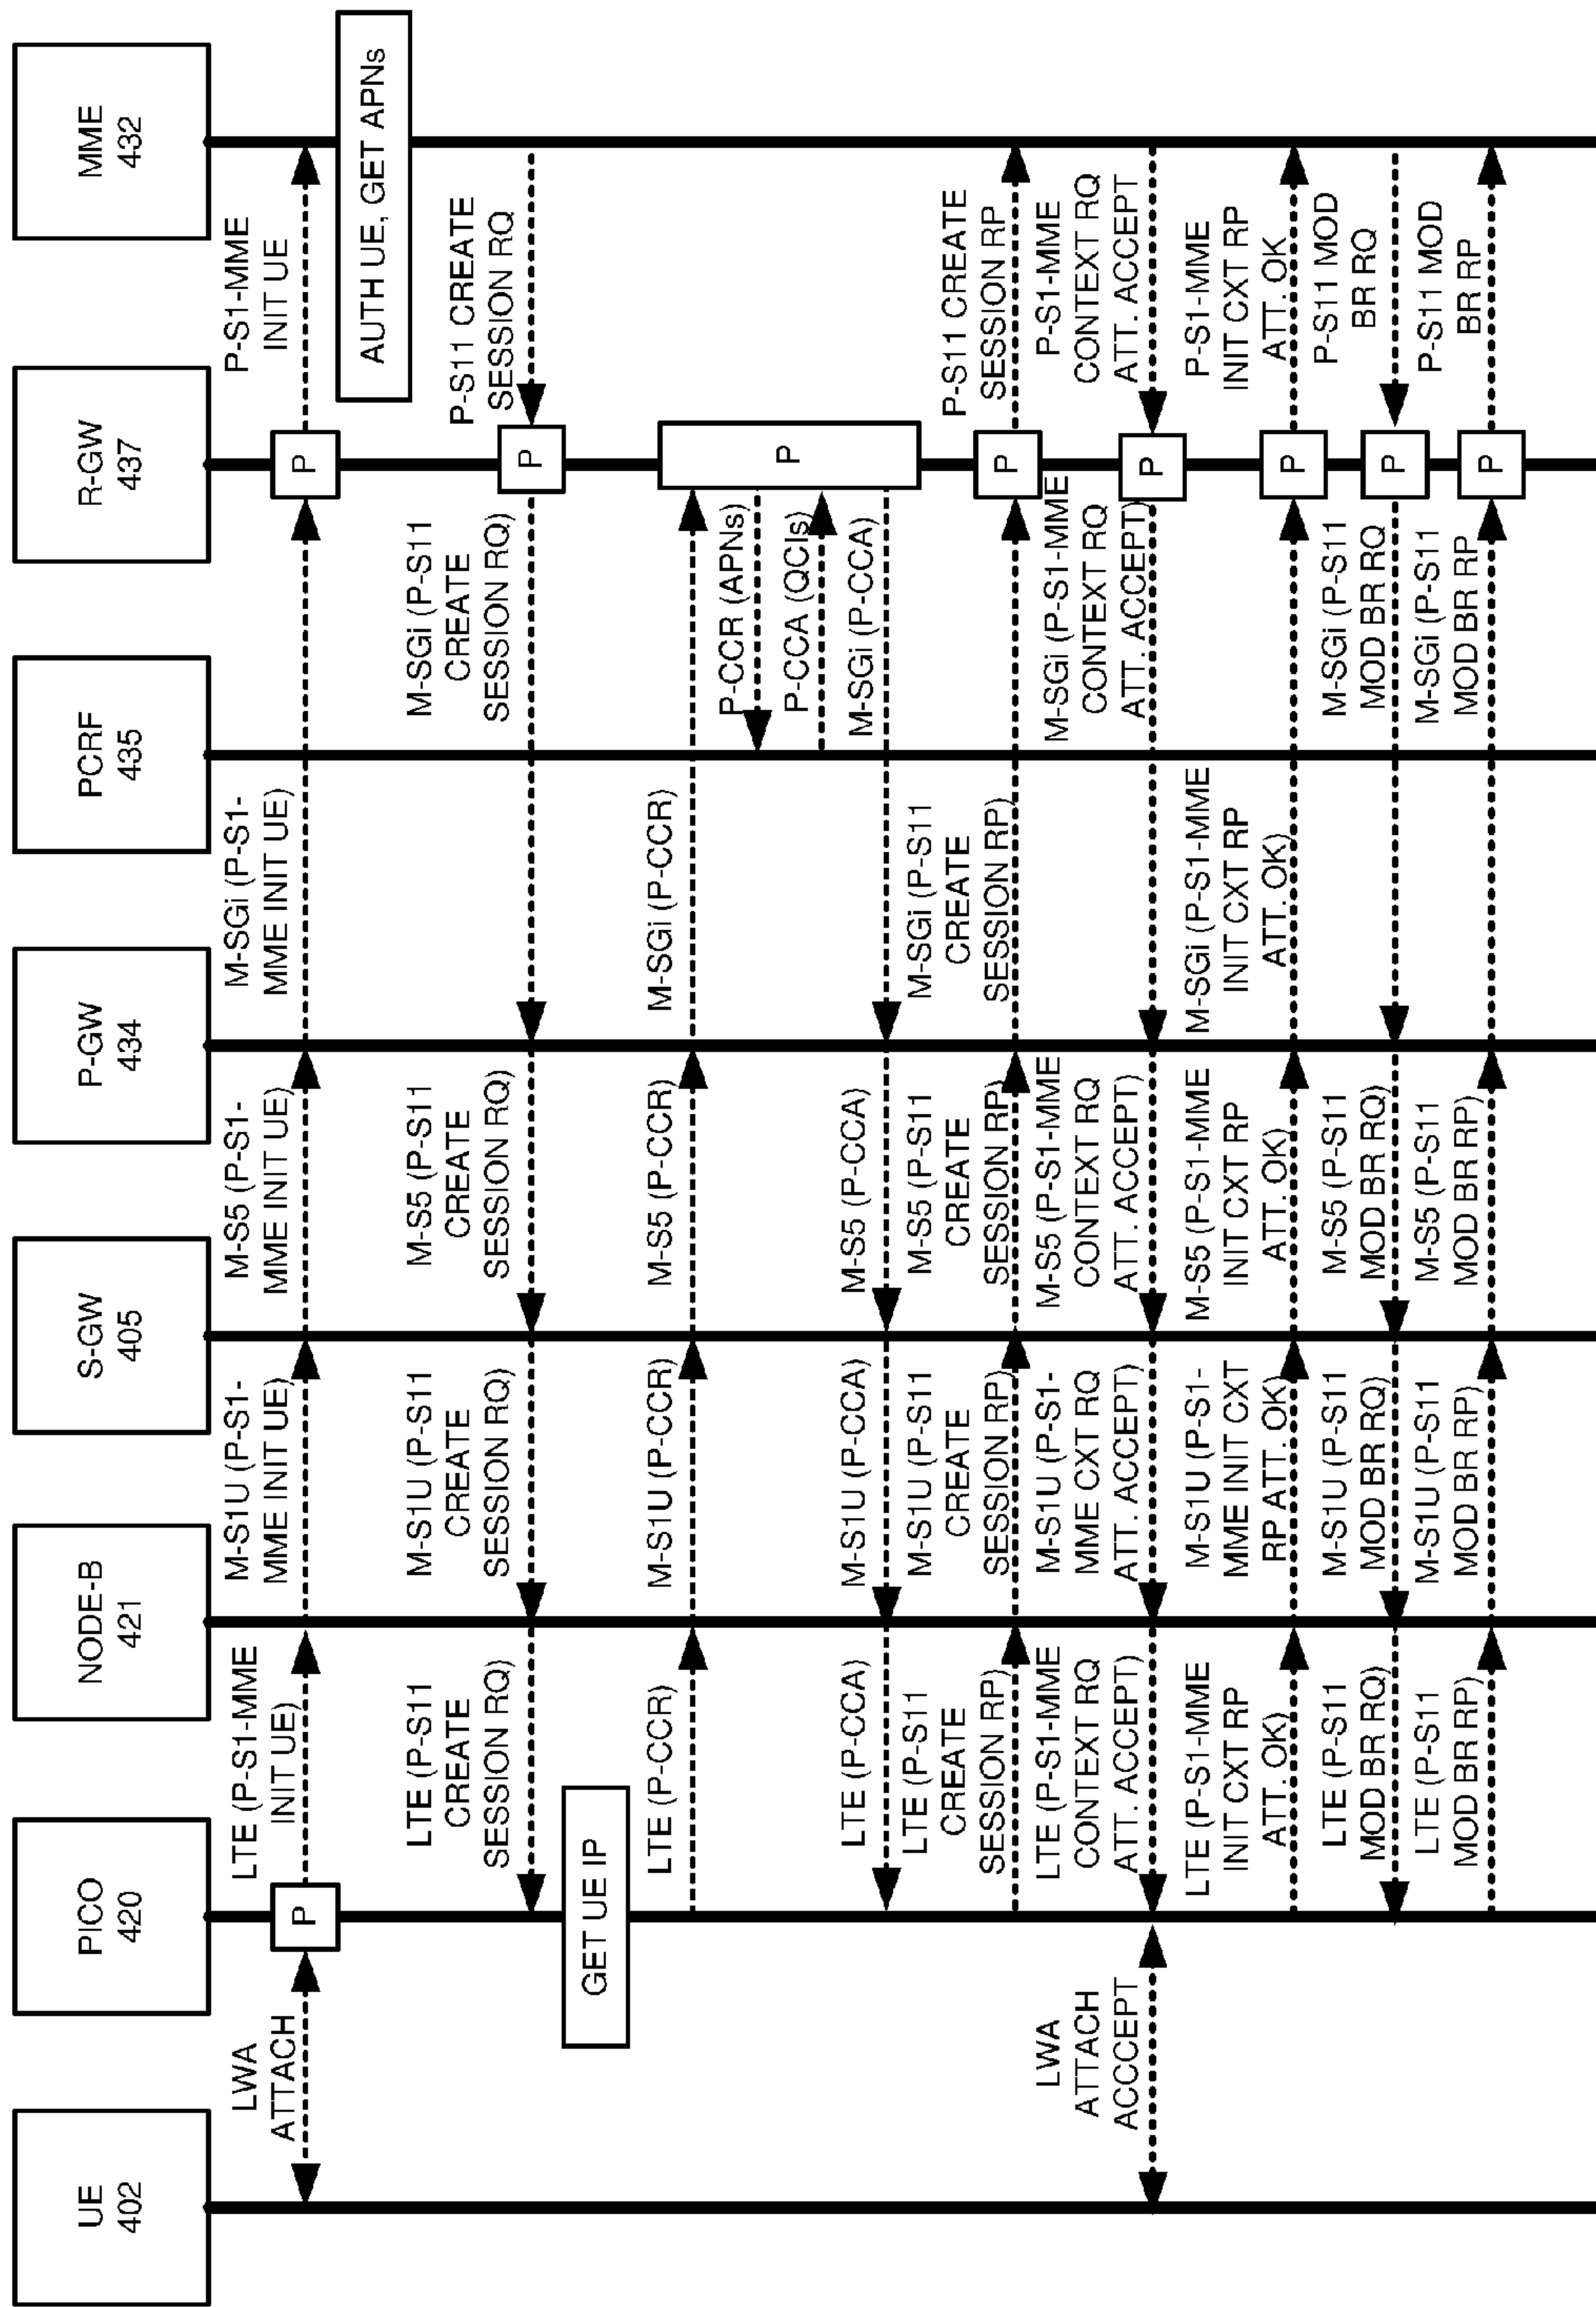 UE
402
PICO
420
NODE-B
421
S-GW
405
P-GW
434
PCRF
435
R-GW
437
MME
432
LWA
ATTACH
P
LTE (P-S1-MME
INIT UE)
M-S1U (P-S1-
MME INIT UE)
M-S5 (P-S1-
MME INIT UE)
M-SGi (P-S1-
MME INIT UE)
P
P-S1-MME
INIT UE
AUTH UE, GET APNs
LTE (P-S11
CREATE
SESSION RQ)
M-S1U (P-S11
CREATE
SESSION RQ)
M-S5 (P-S11
CREATE
SESSION RQ)
M-SGi (P-S11
CREATE
SESSION RQ)
P
P-S11 CREATE
SESSION RQ
GET UE IP
LTE (P-CCR)
M-S1U (P-CCR)
M-S5 (P-CCR)
M-SGi (P-CCR)
P-CCR (APNs)
P
P-CCA (QCIs)
LTE (P-CCA)
M-S1U (P-CCA)
M-S5 (P-CCA)
M-SGi (P-CCA)
LTE (P-S11
CREATE
SESSION RP)
M-S1U (P-S11
CREATE
SESSION RP)
M-S5 (P-S11
CREATE
SESSION RP)
M-SGi (P-S11
CREATE
SESSION RP)
P
P-S11 CREATE
SESSION RP
LWA
ATTACH
ACCCEPT
LTE (P-S1-MME
CONTEXT RQ
ATT. ACCEPT)
M-S1U (P-S1-
MME CXT RQ
ATT. ACCEPT)
M-S5 (P-S1-MME
CONTEXT RQ
ATT. ACCEPT)
M-SGi (P-S1-MME
CONTEXT RQ
ATT. ACCEPT)
P
P-S1-MME
CONTEXT RQ
ATT. ACCEPT
LTE (P-S1-MME
INIT CXT RP
ATT. OK)
M-S1U (P-S1-
MME INIT CXT
RP ATT. OK)
M-S5 (P-S1-MME
INIT CXT RP
ATT. OK)
M-SGi (P-S1-MME
INIT CXT RP
ATT. OK)
P
P-S1-MME
INIT CXT RP
ATT. OK
LTE (P-S11
MOD BR RQ)
M-S1U (P-S11
MOD BR RQ)
M-S5 (P-S11
MOD BR RQ)
M-SGi (P-S11
MOD BR RQ
P
P-S11 MOD
BR RQ
LTE (P-S11
MOD BR RP)
M-S1U (P-S11
MOD BR RP)
M-S5 (P-S11
MOD BR RP)
M-SGi (P-S11
MOD BR RP
P
P-S11 MOD
BR RP